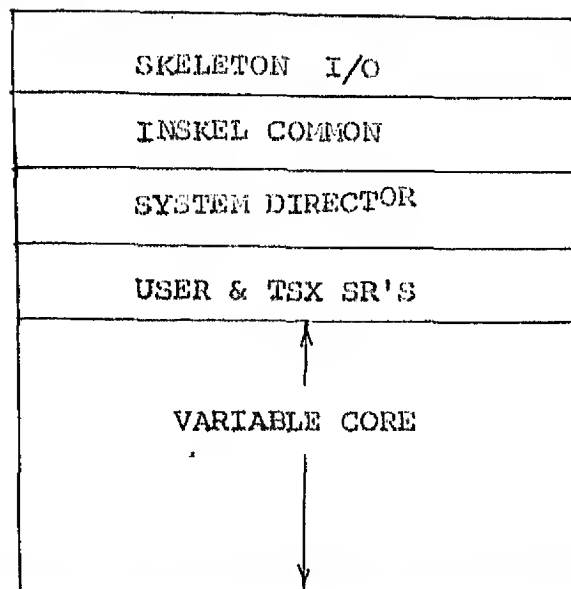 SKELETON I/O
INSKEL COMMON
SYSTEM DIRECTOR
USER & TSX SR'S
VARIABLE CORE